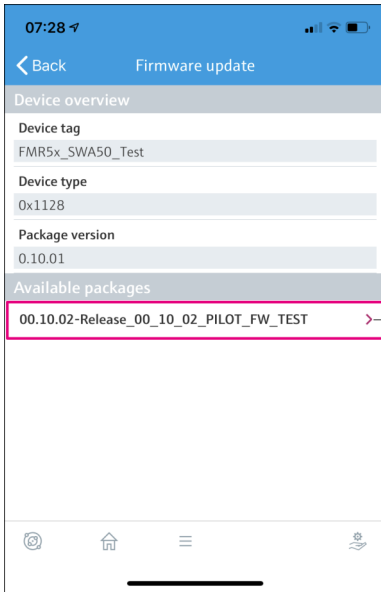 07:28
Back Firmware update
Device overview
Device tag
FMR5x_SWA50_Test
Device type
0x1128
Package version
0.10.01
Available packages
00.10.02-Release_00_10_02_PILOT_FW_TEST